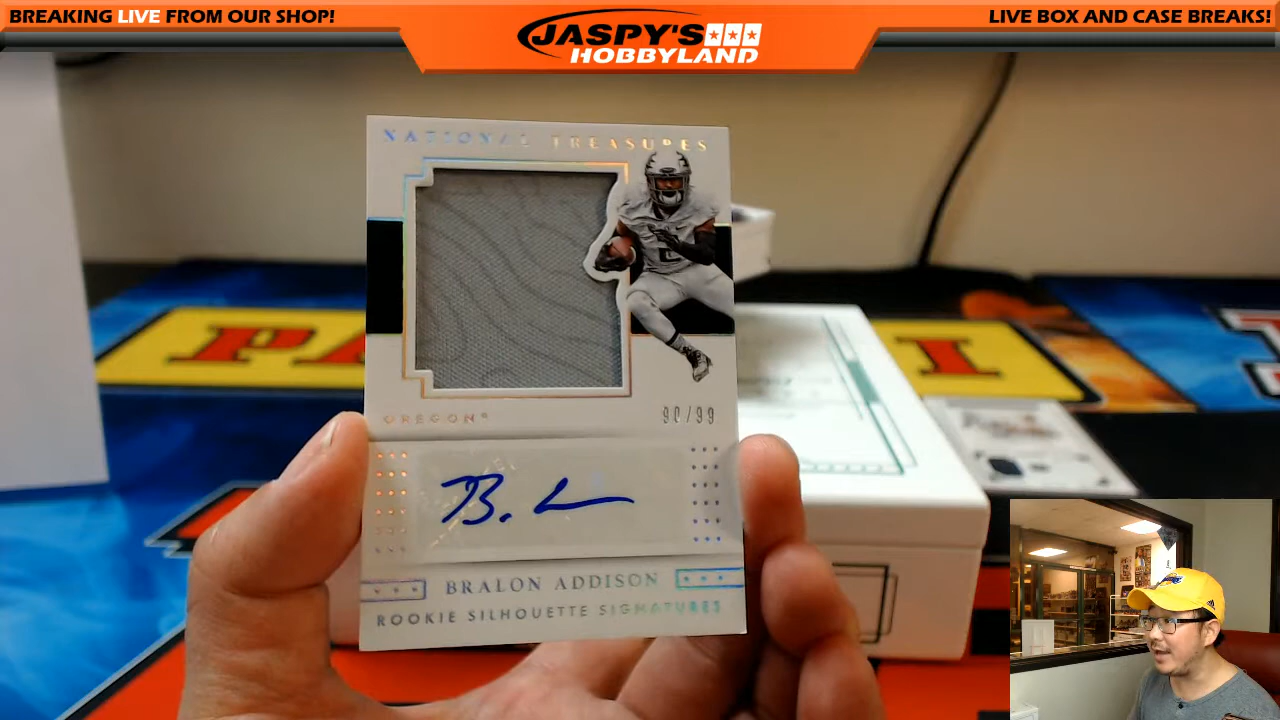 BREAKING LIVE FROM OUR SHOP!
JASPY'S
HOBBYLAND
LIVE BOX AND CASE BREAKS!
NATIONAL TREASURES
OREGON
90/99
B. A
BRALON ADDISON
ROOKIE SILHOUETTE SIGNATURES
PA
I